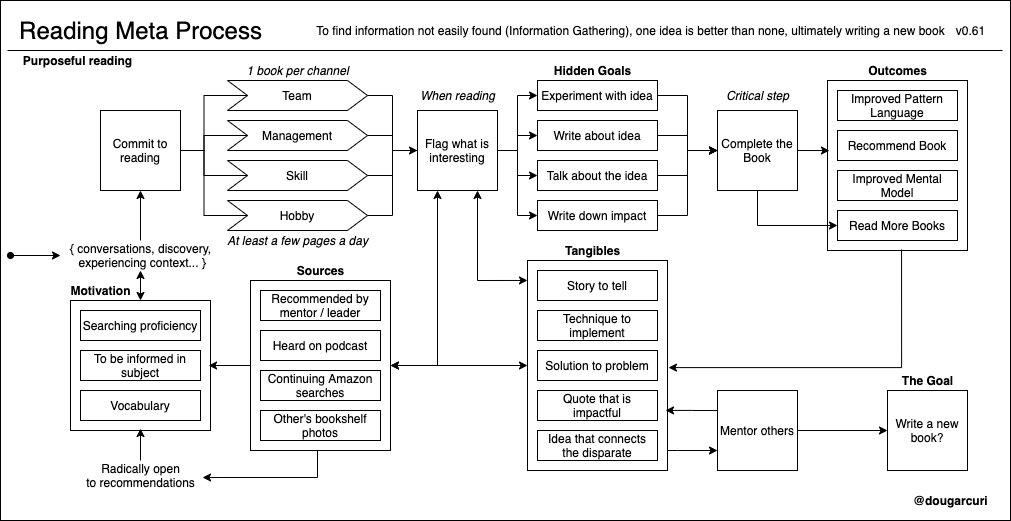 Reading Meta Process
To find information not easily found (Information Gathering), one idea is better than none, ultimately writing a new book v0.61
Purposeful reading
1 book per channel
Team
Management
Skill
Hobby
At least a few pages a day
Commit to
reading
When reading
Flag what is
interesting
Hidden Goals
Experiment with idea
Write about idea
Talk about the idea
Write down impact
Critical step
Complete the
Book
Outcomes
Improved Pattern
Language
Recommend Book
Improved Mental
Model
Read More Books
{ conversations, discovery,
experiencing context... }
Motivation
Searching proficiency
To be informed in
subject
Vocabulary
Radically open
to recommendations
Sources
Recommended by
mentor / leader
Heard on podcast
Continuing Amazon
searches
Other's bookshelf
photos
Tangibles
Story to tell
Technique to
implement
Solution to problem
Quote that is
impactful
Idea that connects
the disparate
Mentor others
The Goal
Write a new
book?
@dougarcuri